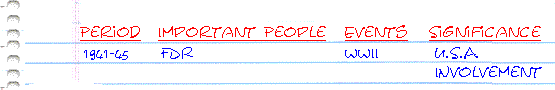 PERIOD IMPORTANT PEOPLE EVENTS SIGNIFICANCE
1941-45 FDR WWII U.S.A
INVOLVEMENT